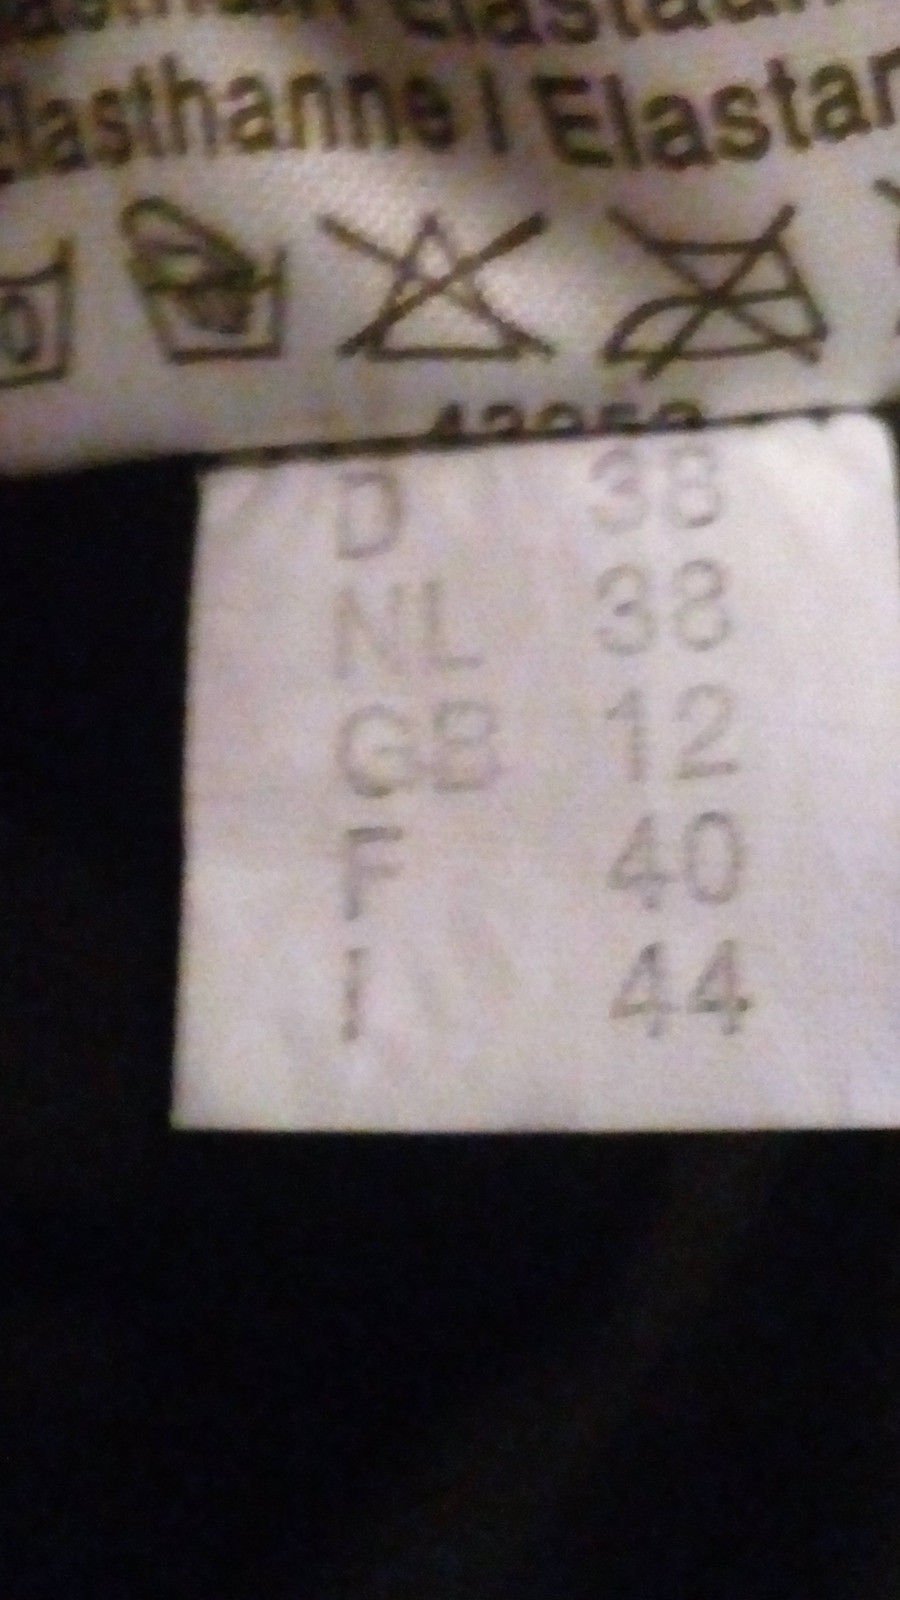 Elasthanne | Elastan
D 38
NL 38
GB 12
F 40
I 44